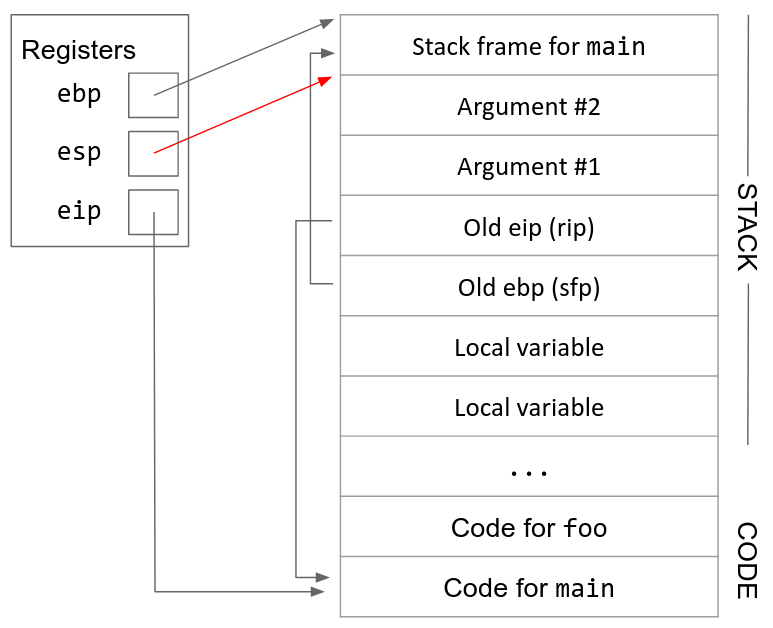 Registers
ebp
esp
eip
Stack frame for main
Argument #2
Argument #1
Old eip (rip)
Old ebp (sfp)
Local variable
Local variable
...
Code for foo
Code for main
STACK
CODE